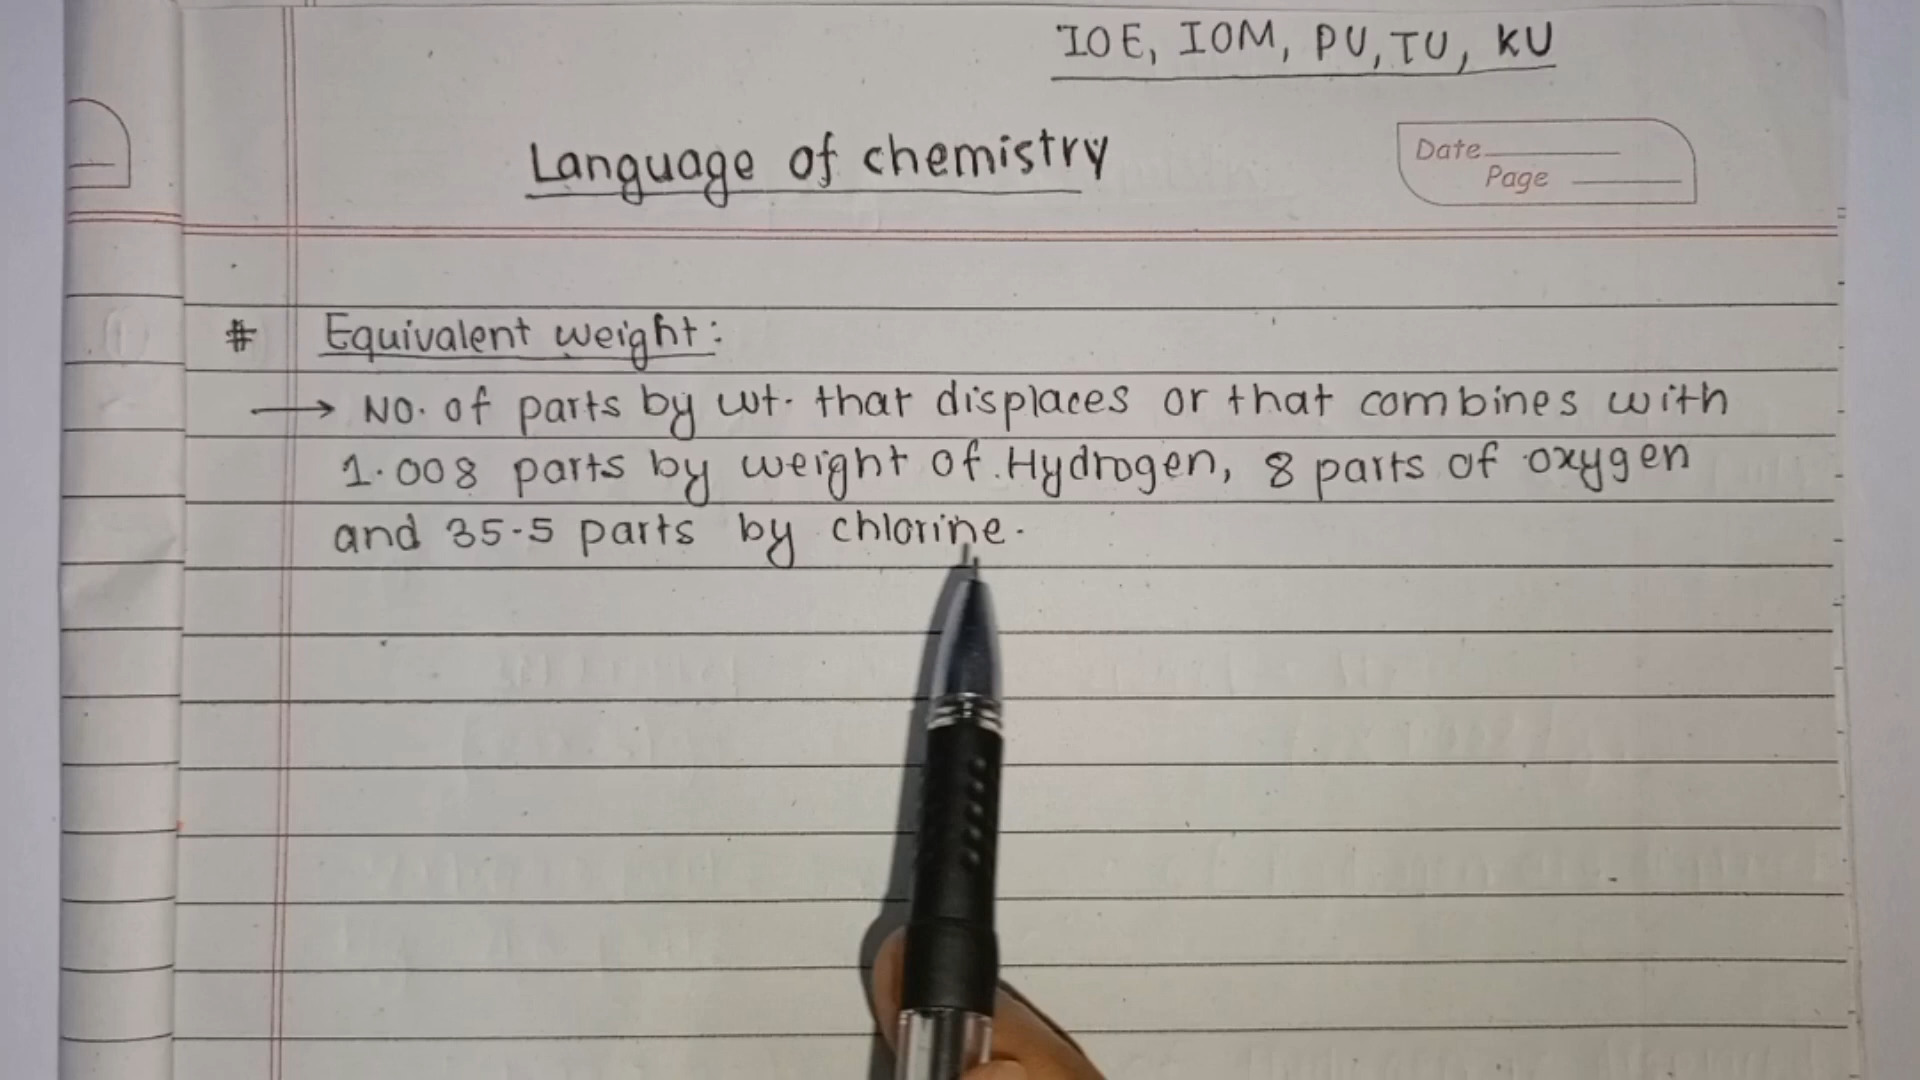 IOE, IOM, PU, TU, KU
Language of chemistry
Date
Page
# Equivalent weight:
→ NO. of parts by wt. that displaces or that combines with
1.008 parts by weight of Hydrogen, 8 parts of oxygen
and 35.5 parts by chlorine.